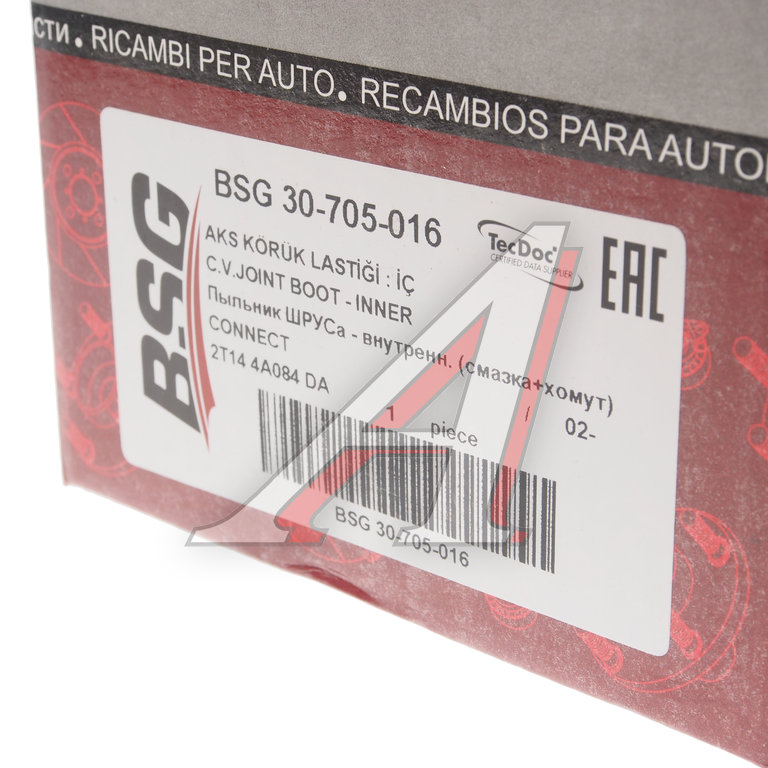 СТИ • RICAMBI PER AUTO • RECAMBIOS PARA AUTO
BSG
BSG 30-705-016
TecDoc
CERTIFIED DATA SUPPLIER
EAC
AKS KÖRÜK LASTİĞİ : İÇ
C.V.JOINT BOOT - INNER
Пыльник ШРУСа - внутренн. (смазка+хомут)
CONNECT 02-
2T14 4A084 DA
1 piece
BSG 30-705-016